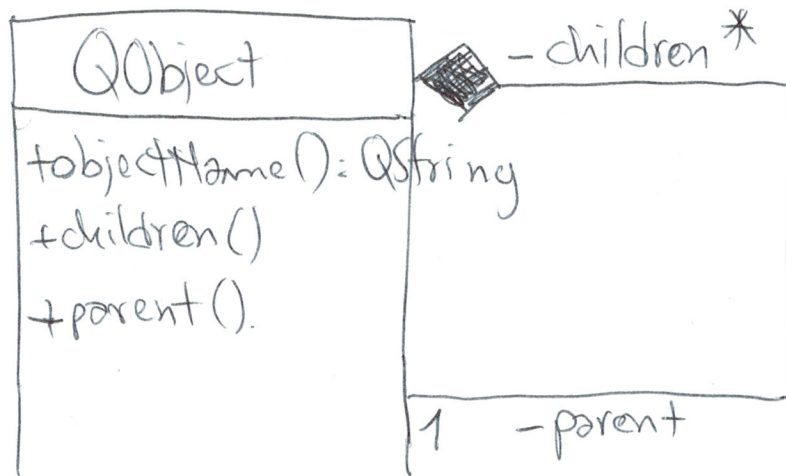 QObject
-children *
+objectName(): QString
+children()
+parent().
1 -parent